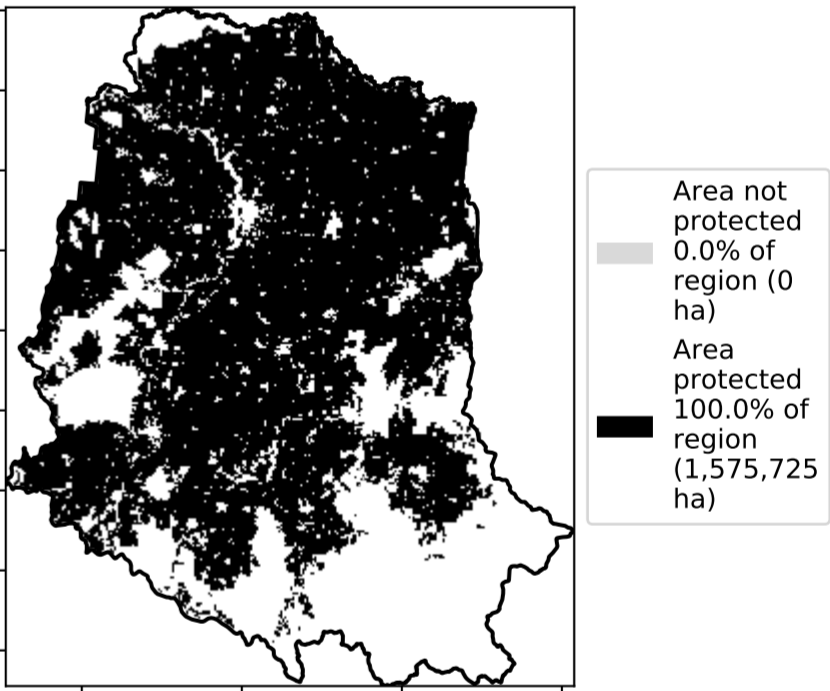 Area not
protected
0.0% of
region (0
ha)
Area
protected
100.0% of
region
(1,575,725
ha)